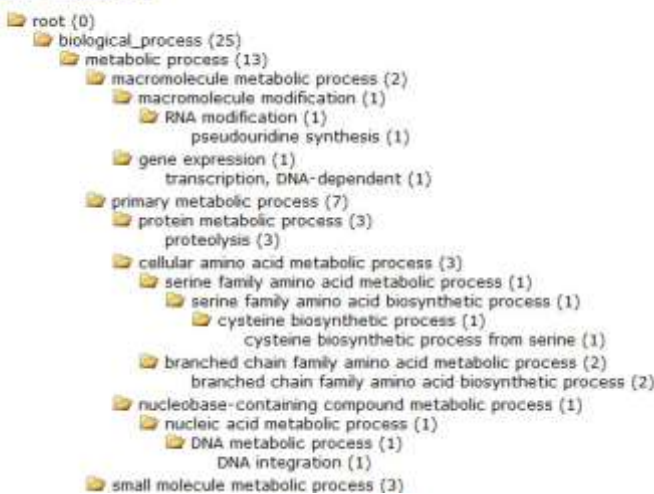 root (0)
biological_process (25)
metabolic process (13)
macromolecule metabolic process (2)
macromolecule modification (1)
RNA modification (1)
pseudouridine synthesis (1)
gene expression (1)
transcription, DNA-dependent (1)
primary metabolic process (7)
protein metabolic process (3)
proteolysis (3)
cellular amino acid metabolic process (3)
serine family amino acid metabolic process (1)
serine family amino acid biosynthetic process (1)
cysteine biosynthetic process (1)
cysteine biosynthetic process from serine (1)
branched chain family amino acid metabolic process (2)
branched chain family amino acid biosynthetic process (2)
nucleobase-containing compound metabolic process (1)
nucleic acid metabolic process (1)
DNA metabolic process (1)
DNA integration (1)
small molecule metabolic process (3)